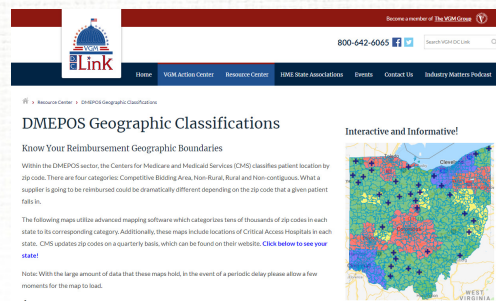 Become a member of The VGM Group
800-642-6065
Search VGM DC Link
VGM
DC Link
Home VGM Action Center Resource Center HME State Associations Events Contact Us Industry Matters Podcast
Resource Center > DMEPOS Geographic Classifications
DMEPOS Geographic Classifications
Know Your Reimbursement Geographic Boundaries
Within the DMEPOS sector, the Centers for Medicare and Medicaid Services (CMS) classifies patient location by
zip code. There are four categories: Competitive Bidding Area, Non-Rural, Rural and Non-contiguous. What a
supplier is going to be reimbursed could be dramatically different depending on the zip code that a given patient
falls in.
The following maps utilize advanced mapping software which categorizes tens of thousands of zip codes in each
state to its corresponding category. Additionally, these maps include locations of Critical Access Hospitals in each
state. CMS updates zip codes on a quarterly basis, which can be found on their website. Click below to see your
state!
Note: With the large amount of data that these maps hold, in the event of a periodic delay please allow a few
moments for the map to load.
Interactive and Informative!
Cleveland
WEST
VIRGINIA